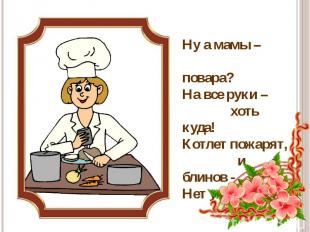 Ну а мамы –
повара?
На все руки –
хоть
куда!
Котлет пожарят,
и
блинов -
Нет